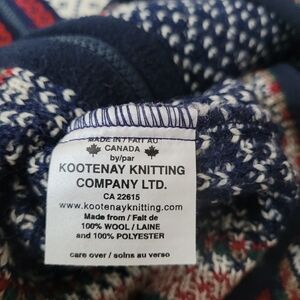 MADE IN / FAIT AU
CANADA
by/par
KOOTENAY KNITTING
COMPANY LTD.
CA 22615
www.kootenayknitting.com
Made from / Fait de
100% WOOL / LAINE
and 100% POLYESTER
care over / soins au verso